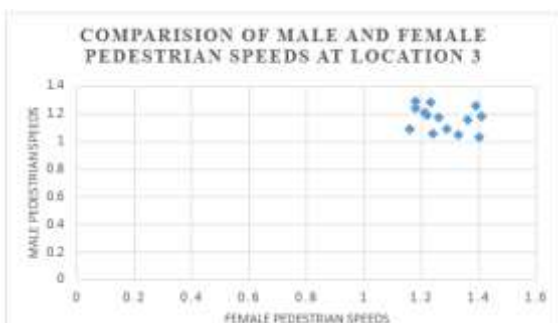 COMPARISION OF MALE AND FEMALE
PEDESTRIAN SPEEDS AT LOCATION 3
MALE PEDESTRIAN SPEEDS
1.4
1.2
1
0.8
0.6
0.4
0.2
0
0 0.2 0.4 0.6 0.8 1 1.2 1.4 1.6
FEMALE PEDESTRIAN SPEEDS